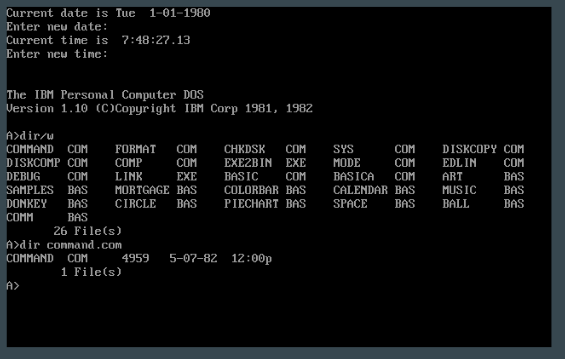 Current date is Tue  1-01-1980
Enter new date:
Current time is  7:48:27.13
Enter new time:
The IBM Personal Computer DOS
Version 1.10 (C)Copyright IBM Corp 1981, 1982
A>dir/w
COMMAND  COM    FORMAT   COM    CHKDSK   COM    SYS      COM    DISKCOPY COM
DISKCOMP COM    COMP     COM    EXE2BIN  EXE    MODE     COM    EDLIN    COM
DEBUG    COM    LINK     EXE    BASIC    COM    BASICA   COM    ART      BAS
SAMPLES  BAS    MORTGAGE BAS    COLORBAR BAS    CALENDAR BAS    MUSIC    BAS
DONKEY   BAS    CIRCLE   BAS    PIECHART BAS    SPACE    BAS    BALL     BAS
COMM     BAS
26 File(s)
A>dir command.com
COMMAND  COM     4959   5-07-82  12:00p
1 File(s)
A>